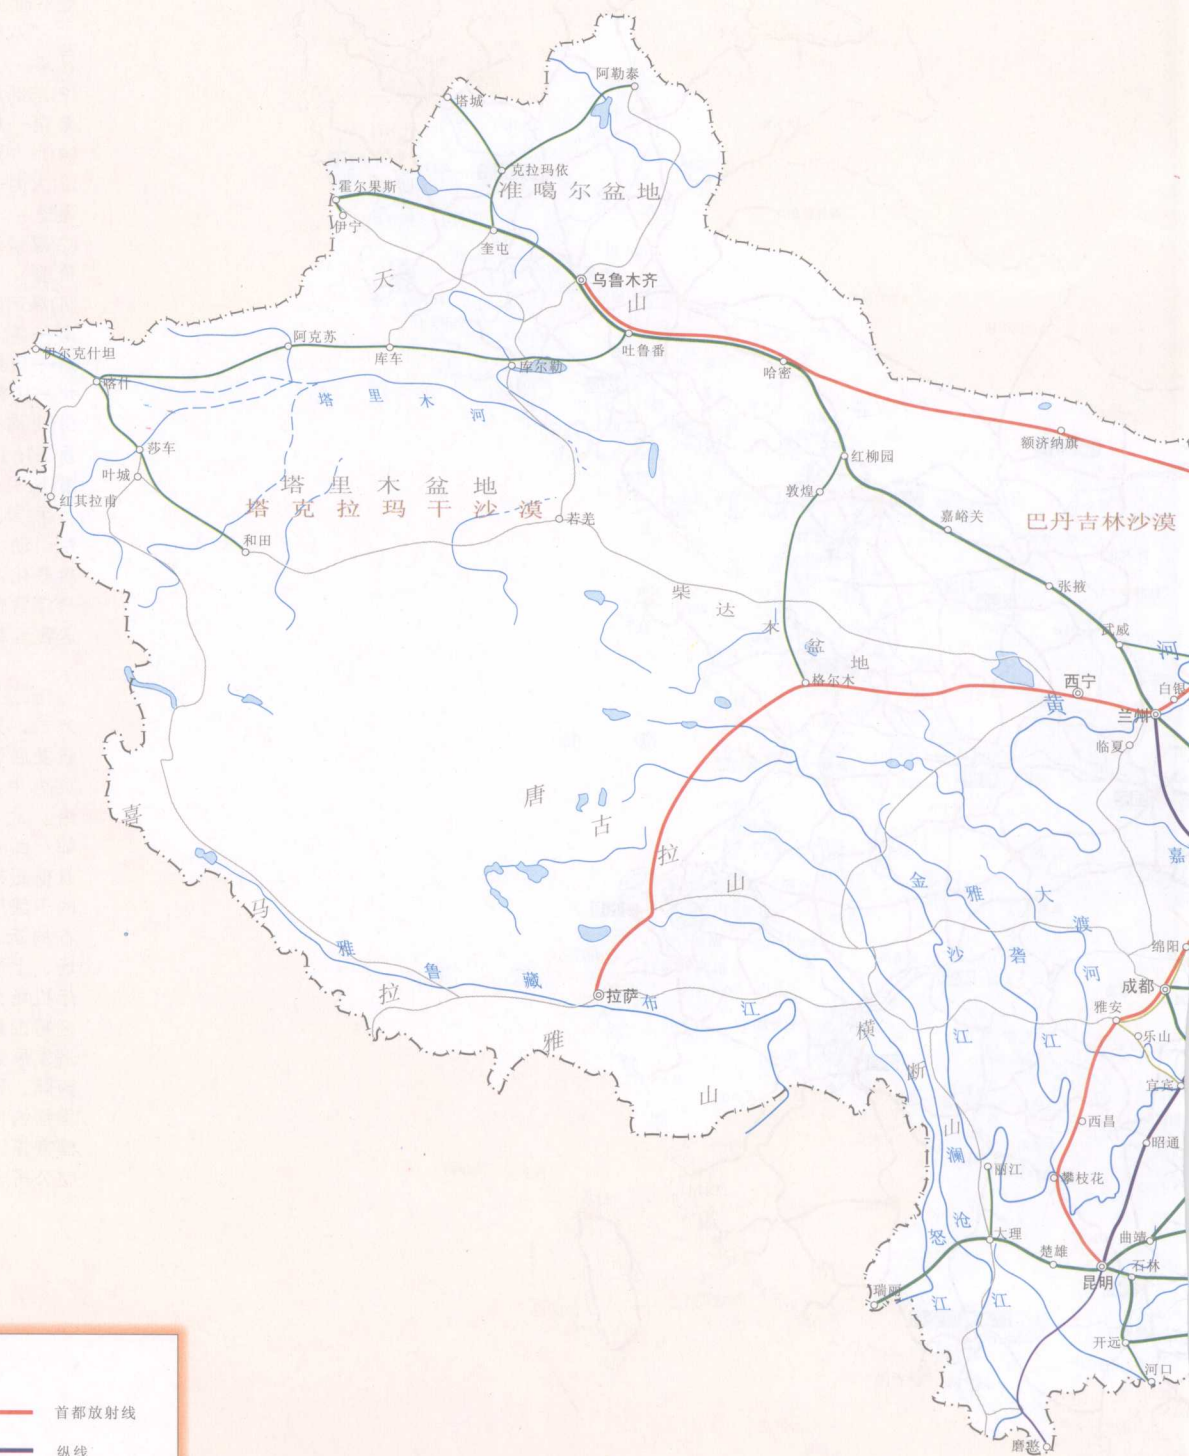 阿勒泰
塔城
克拉玛依
准噶尔盆地
霍尔果斯
伊宁
奎屯
乌鲁木齐
天
山
伊尔克什坦
阿克苏
库车
库尔勒
吐鲁番
哈密
喀什
塔里木河
额济纳旗
莎车
叶城
红柳园
红其拉甫
塔里木盆地
塔克拉玛干沙漠
敦煌
若羌
嘉峪关
巴丹吉林沙漠
和田
张掖
柴达木盆地
武威
河
格尔木
西宁
白银
黄
兰州
临夏
唐古拉山
喜马拉雅山
嘉
金沙江
雅砻江
大渡河
绵阳
雅鲁藏布江
拉萨
成都
雅安
横断山
乐山
宜宾
西昌
昭通
澜沧江
丽江
攀枝花
怒江
大理
楚雄
曲靖
石林
昆明
瑞丽
开远
河口
磨憨
首都放射线
纵线